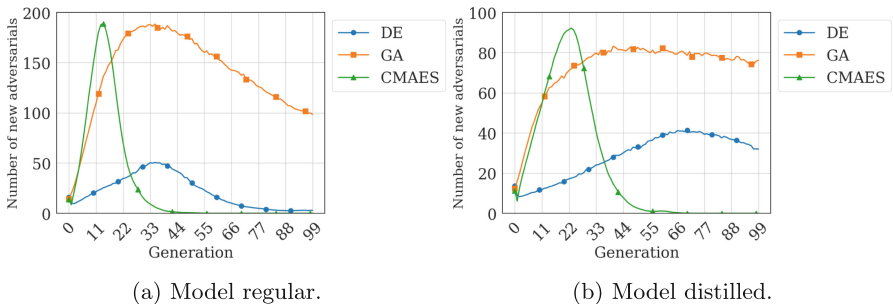 Number of new adversarials
200
150
100
50
0
0 11 22 33 44 55 66 77 88 99
Generation
DE
GA
CMAES
(a) Model regular.
Number of new adversarials
100
80
60
40
20
0
0 11 22 33 44 55 66 77 88 99
Generation
DE
GA
CMAES
(b) Model distilled.